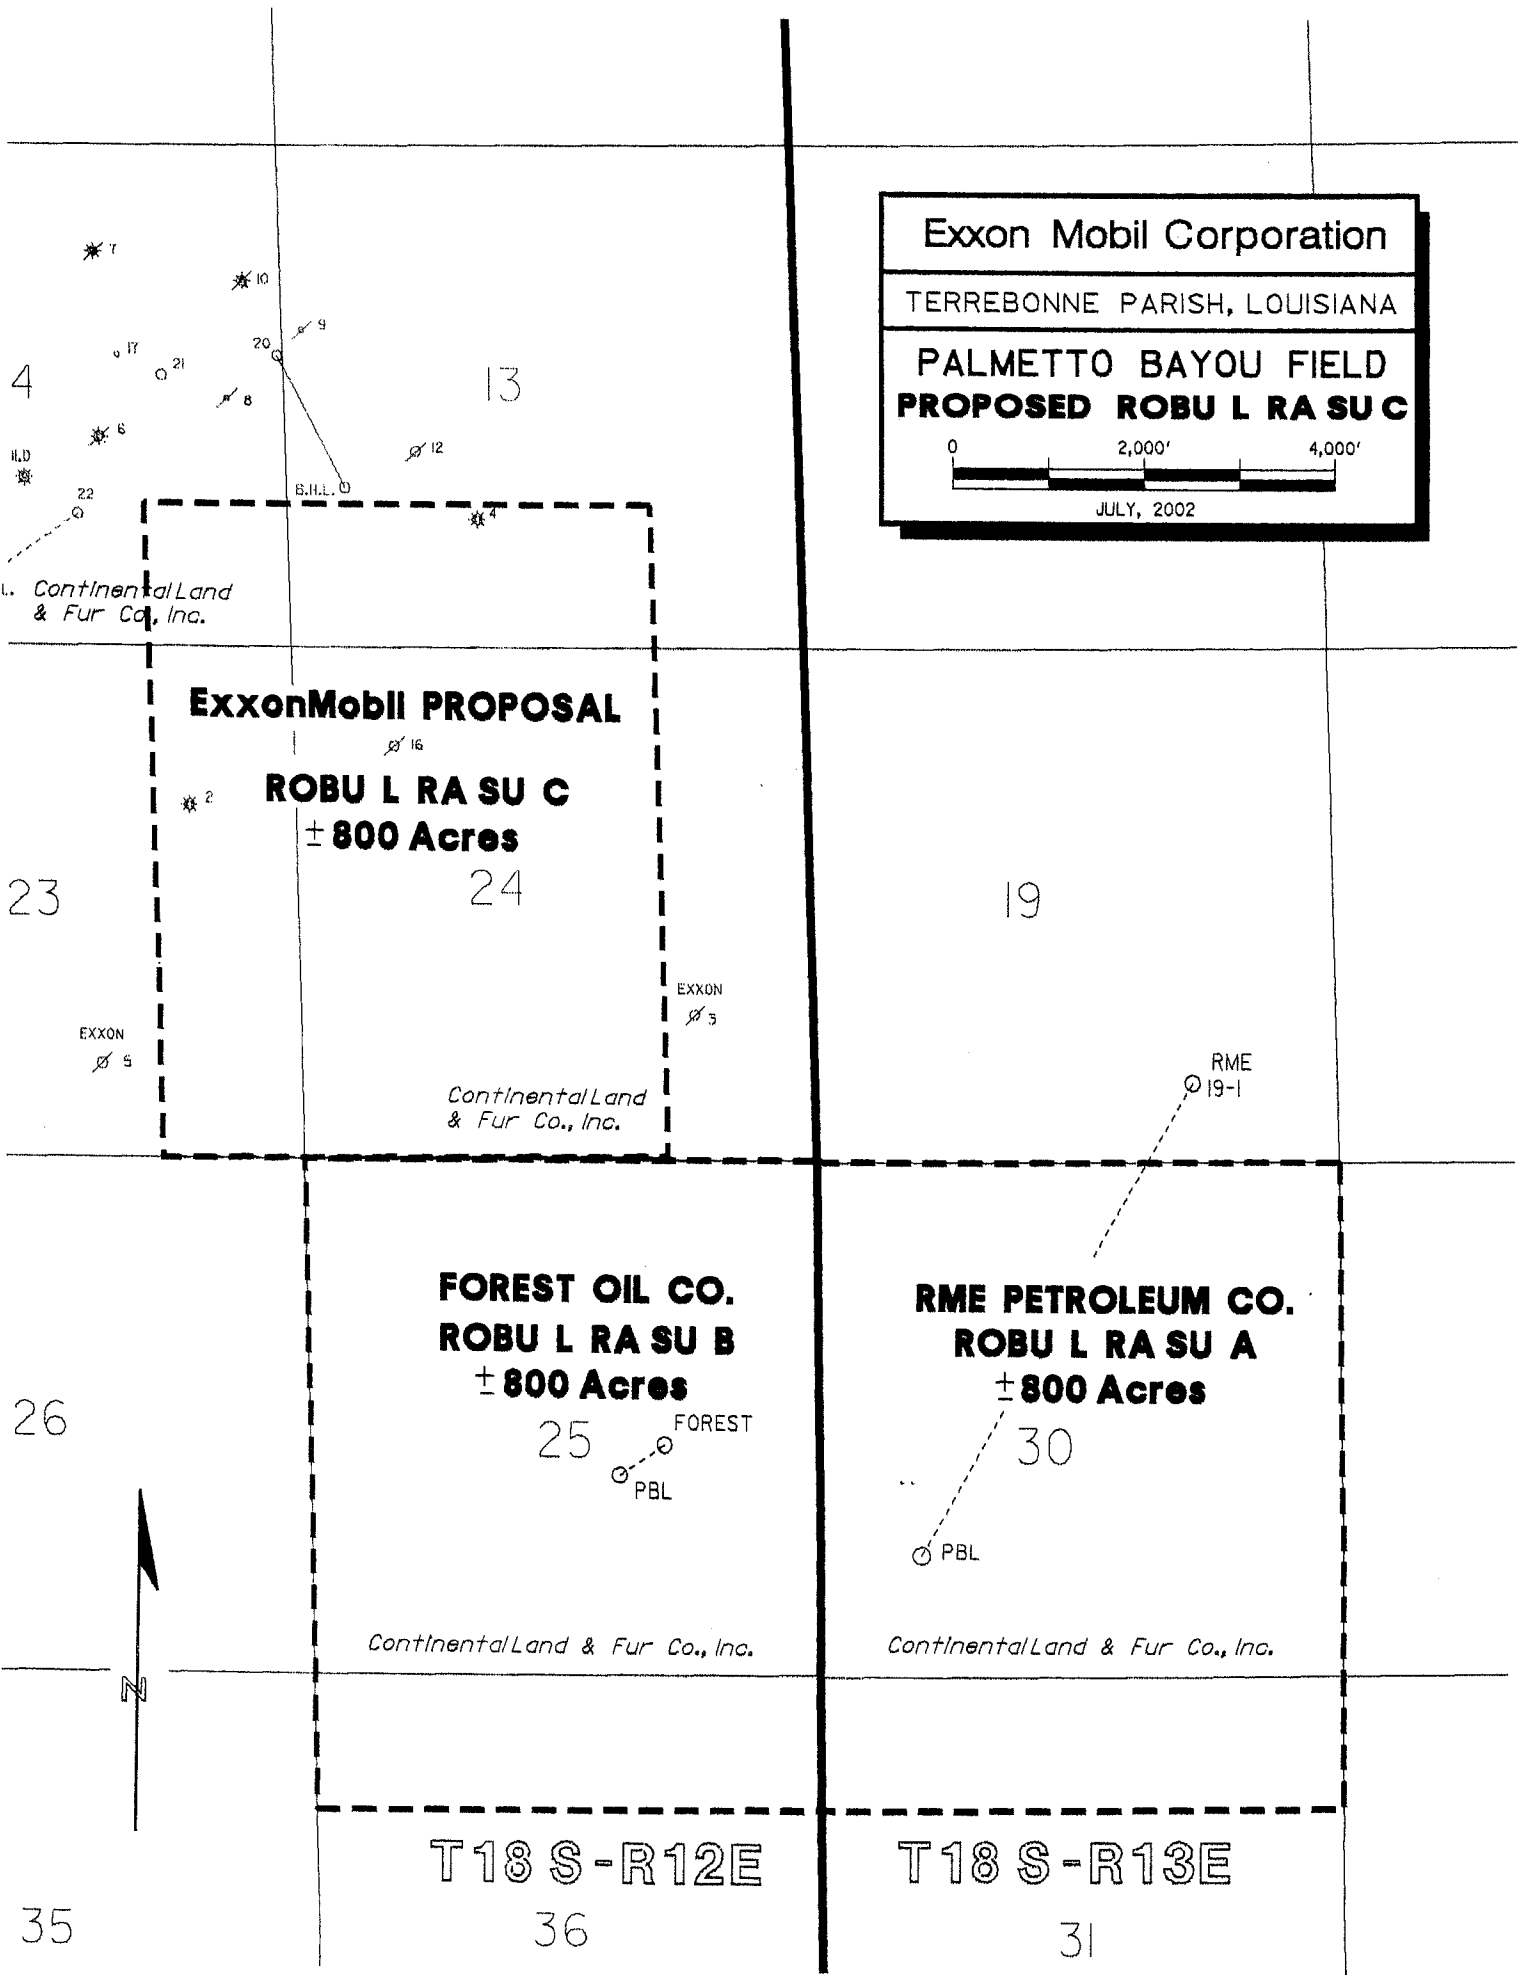 Exxon Mobil Corporation
TERREBONNE PARISH, LOUISIANA
PALMETTO BAYOU FIELD
PROPOSED ROBU L RA SU C
0 2,000' 4,000'
JULY, 2002
7
10
9
20
17
21
4
13
8
6
12
11.D
22
B.H.L.
4
L. Continental Land
& Fur Co., Inc.
ExxonMobil PROPOSAL
16
ROBU L RA SU C
2
± 800 Acres
23
24
19
EXXON
3
EXXON
5
RME
19-1
Continental Land
& Fur Co., Inc.
FOREST OIL CO.
ROBU L RA SU B
± 800 Acres
RME PETROLEUM CO.
ROBU L RA SU A
± 800 Acres
26
25
FOREST
PBL
30
PBL
Continental Land & Fur Co., Inc.
Continental Land & Fur Co., Inc.
N
T18 S-R12E
T18 S-R13E
35
36
31